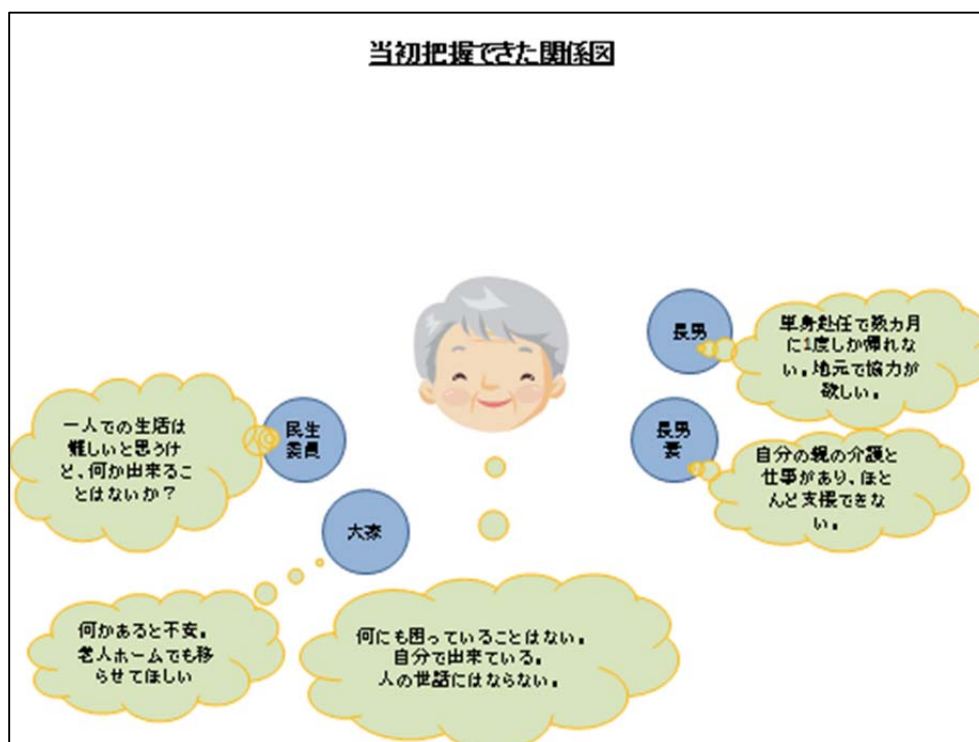 当初把握できた関係図
長男
単身赴任で数カ月
に1度しか帰れな
い。地元で協力が
欲しい。
一人での生活は
難しいと思うけ
ど、何か出来るこ
とはないか？
民生
委員
長男
妻
自分の親の介護と
仕事があり、ほと
んど支援できな
い。
大家
何かあると不安。
老人ホームでも移
らせてほしい
何にも困っていることはない。
自分で出来ている。
人の世話にはならない。